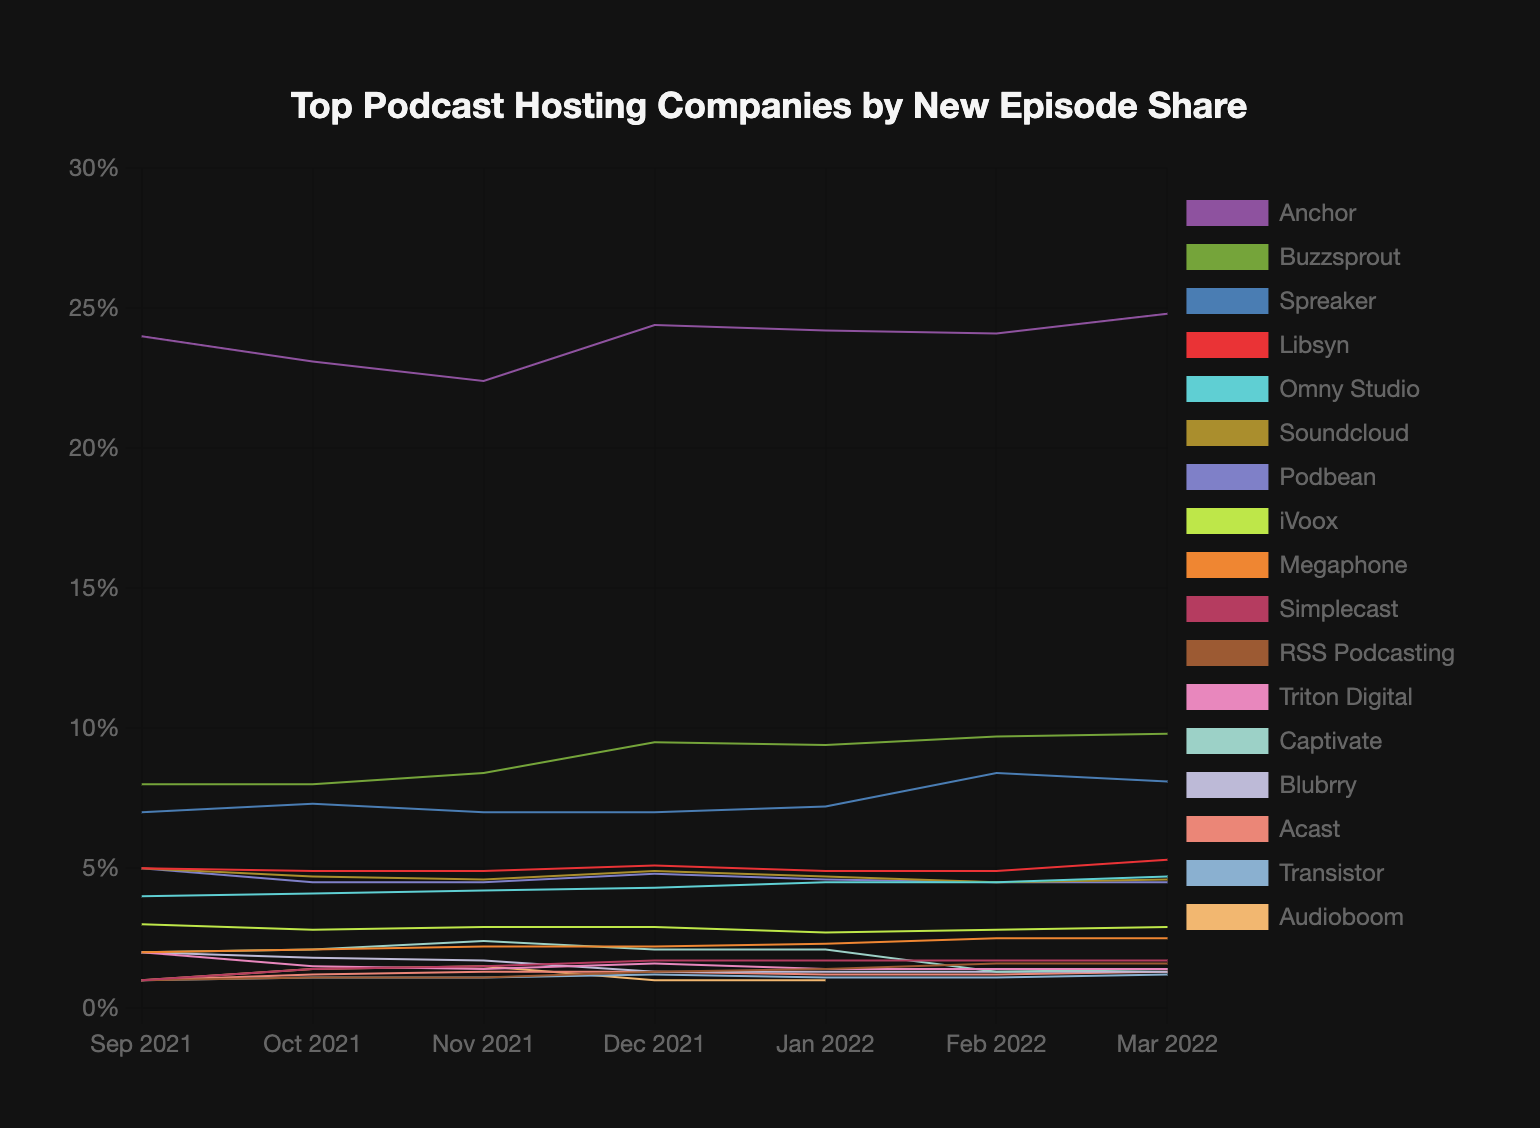 Top Podcast Hosting Companies by New Episode Share
30%
25%
20%
15%
10%
5%
0%
Sep 2021 Oct 2021 Nov 2021 Dec 2021 Jan 2022 Feb 2022 Mar 2022
Anchor
Buzzsprout
Spreaker
Libsyn
Omny Studio
Soundcloud
Podbean
iVoox
Megaphone
Simplecast
RSS Podcasting
Triton Digital
Captivate
Blubrry
Acast
Transistor
Audioboom